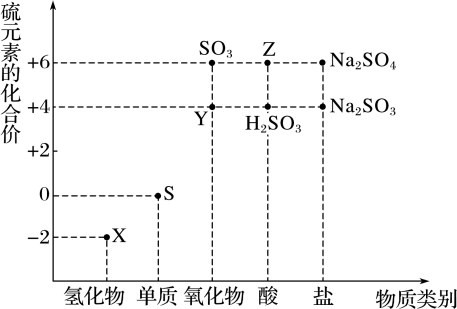 硫元素的化合价
SO₃ Z
+6 Na₂SO₄
+4 Na₂SO₃
Y H₂SO₃
+2
0 S
−2 X
氢化物 单质 氧化物 酸 盐 物质类别